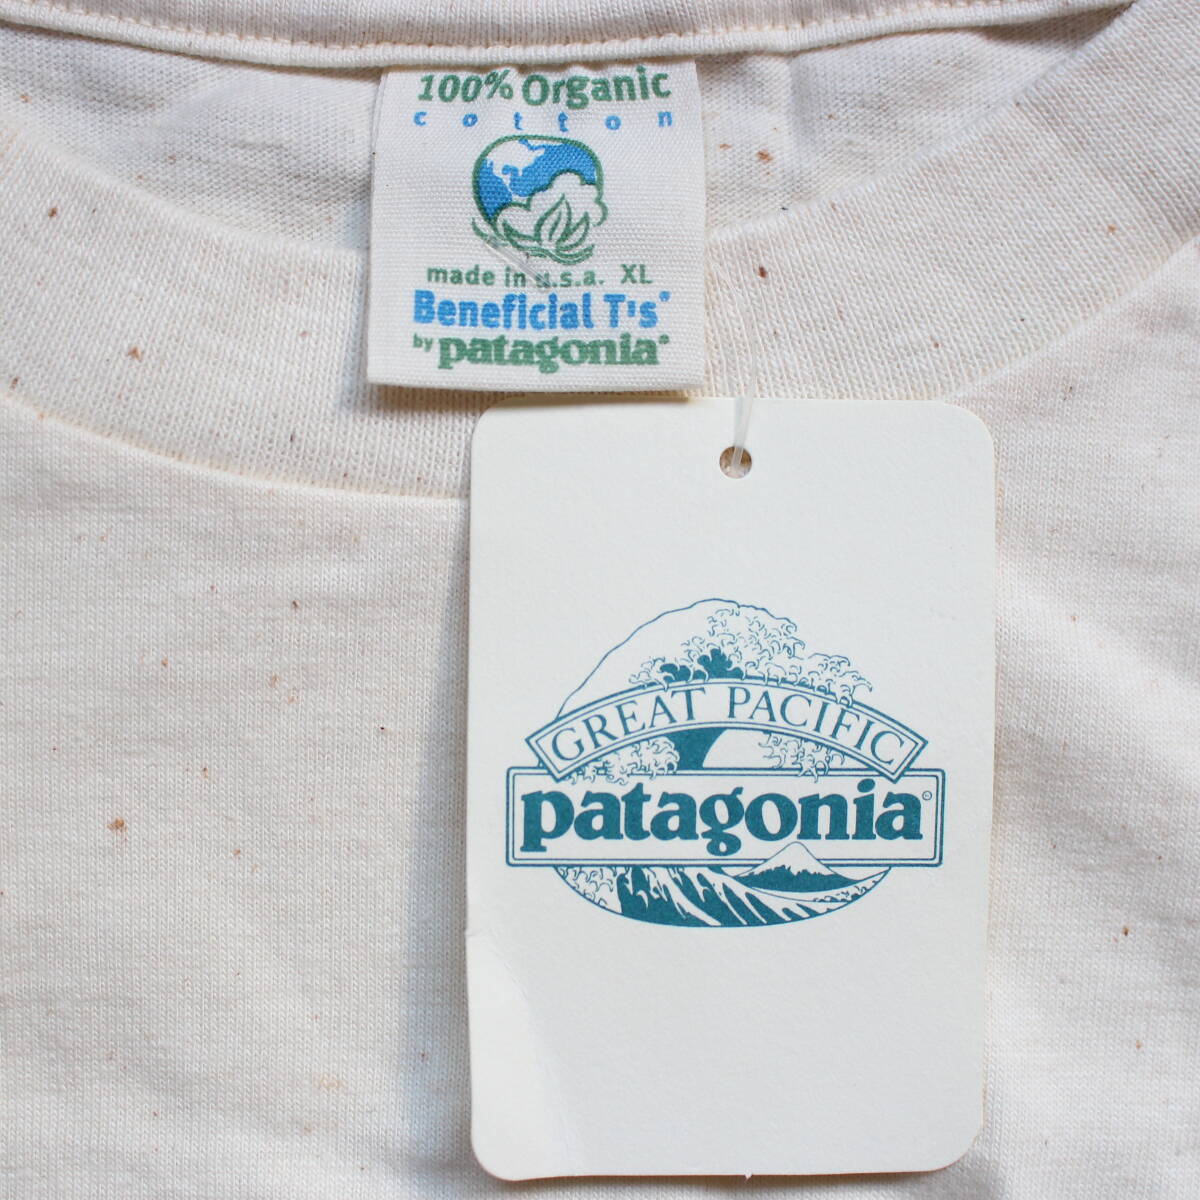 100% Organic
cotton
made in u.s.a. XL
Beneficial T's®
by patagonia®
GREAT PACIFIC
patagonia®